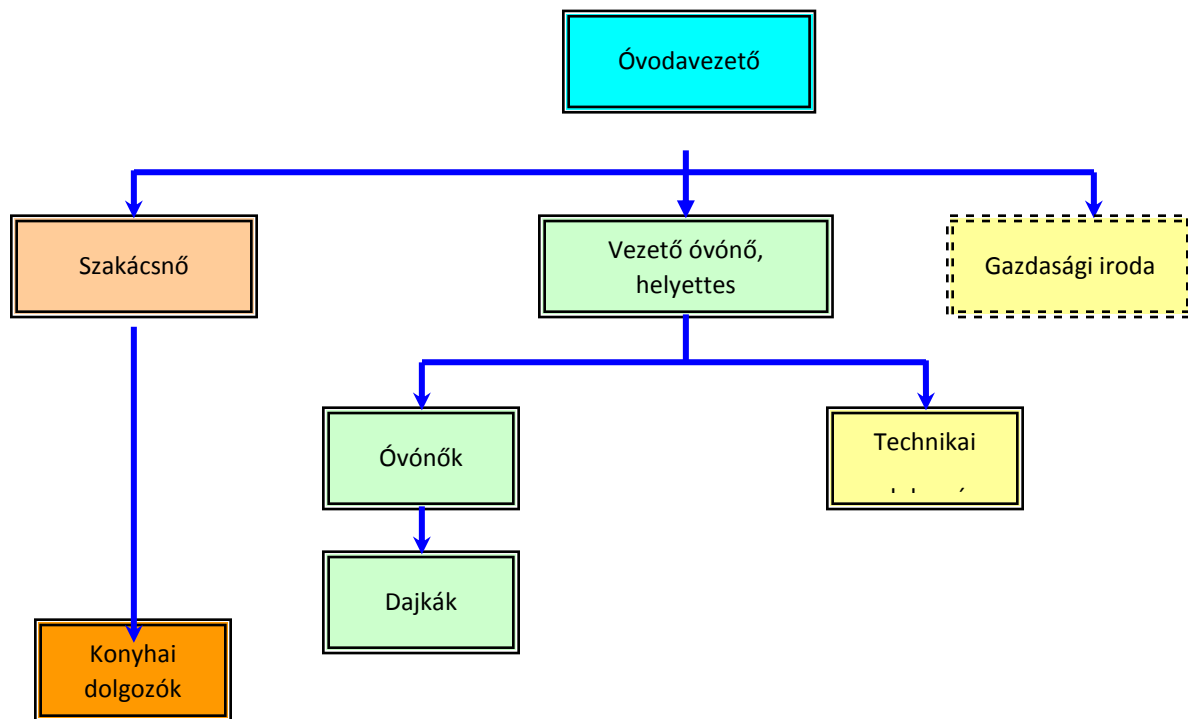 Óvodavezető
Szakácsnő
Vezető óvónő,
helyettes
Gazdasági iroda
Óvónők
Technikai
Dajkák
Konyhai
dolgozók